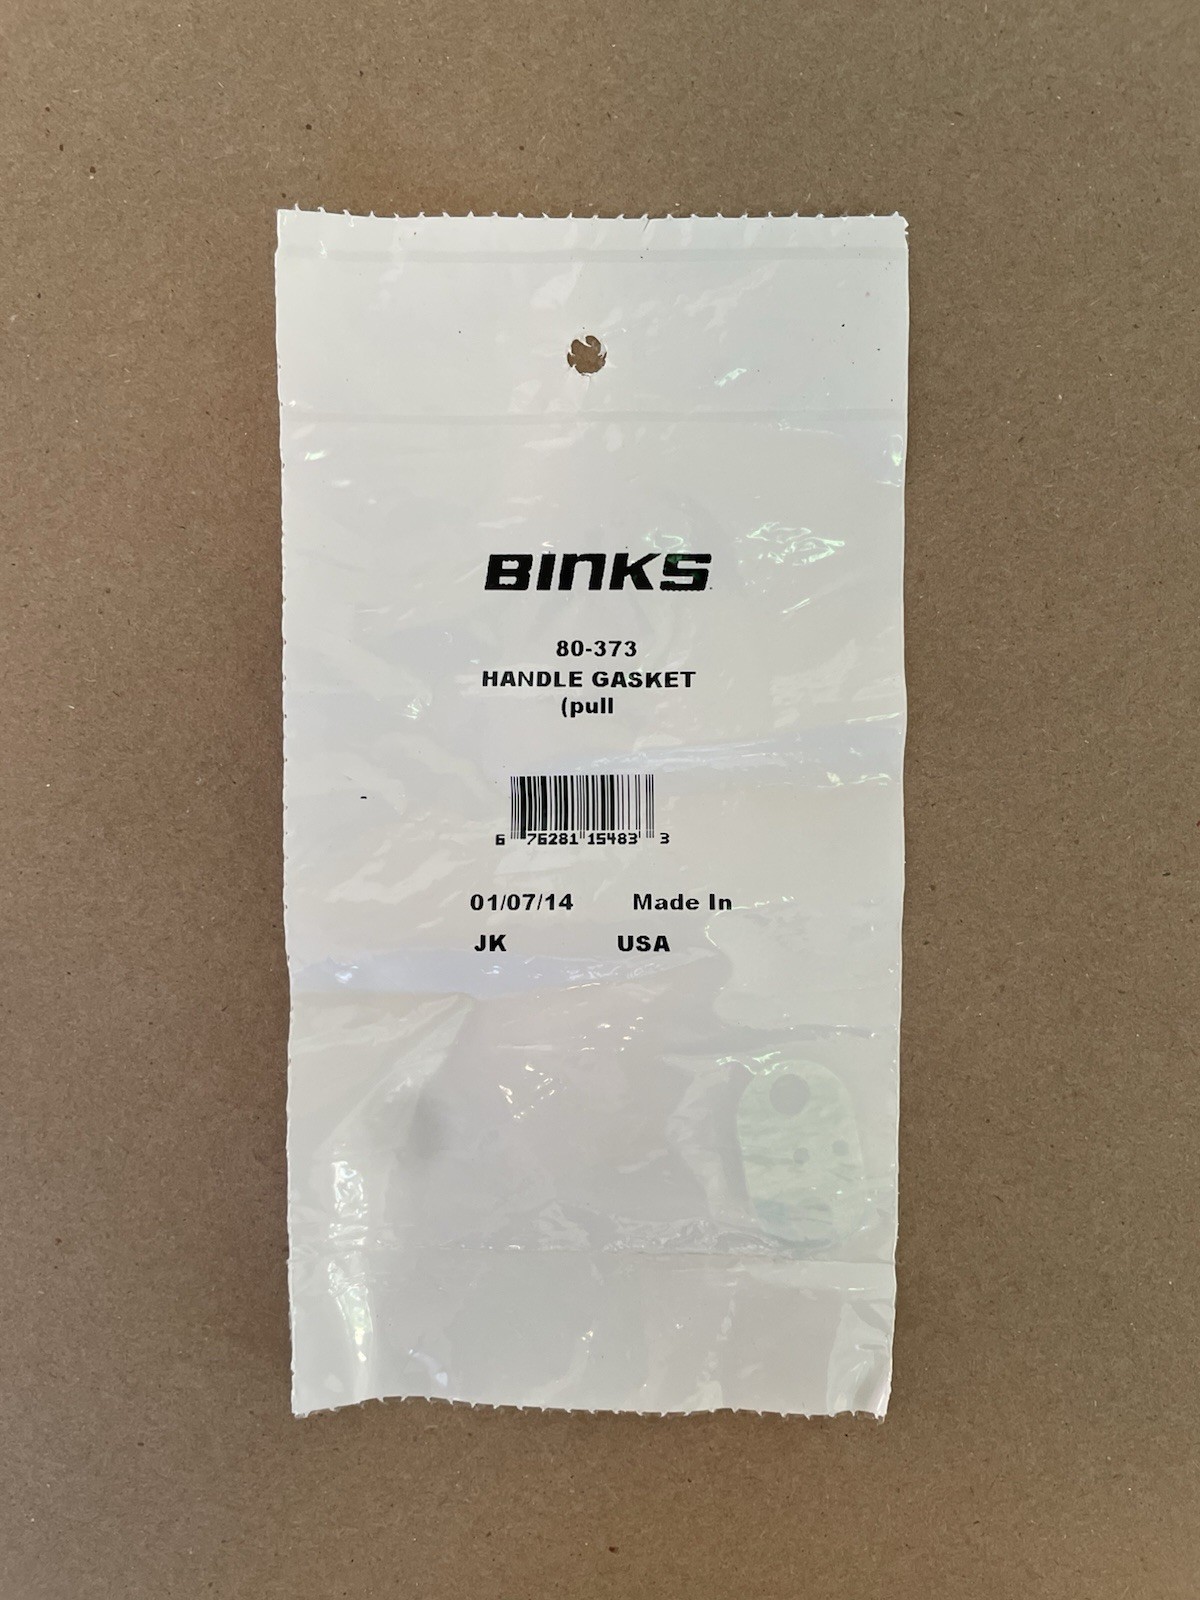 BINKS
80-373
HANDLE GASKET
(pull
6 76281 15483 3
01/07/14 Made In
JK USA